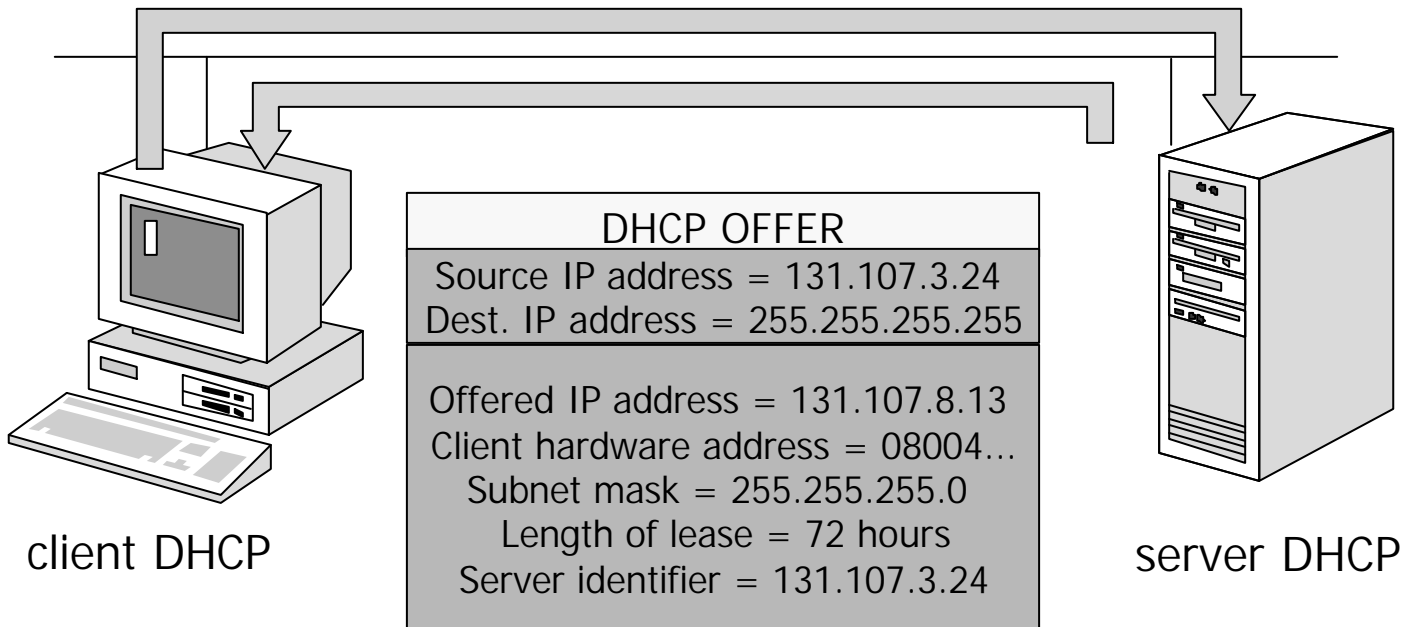 DHCP OFFER
Source IP address = 131.107.3.24
Dest. IP address = 255.255.255.255
Offered IP address = 131.107.8.13
Client hardware address = 08004...
Subnet mask = 255.255.255.0
Length of lease = 72 hours
Server identifier = 131.107.3.24
client DHCP
server DHCP